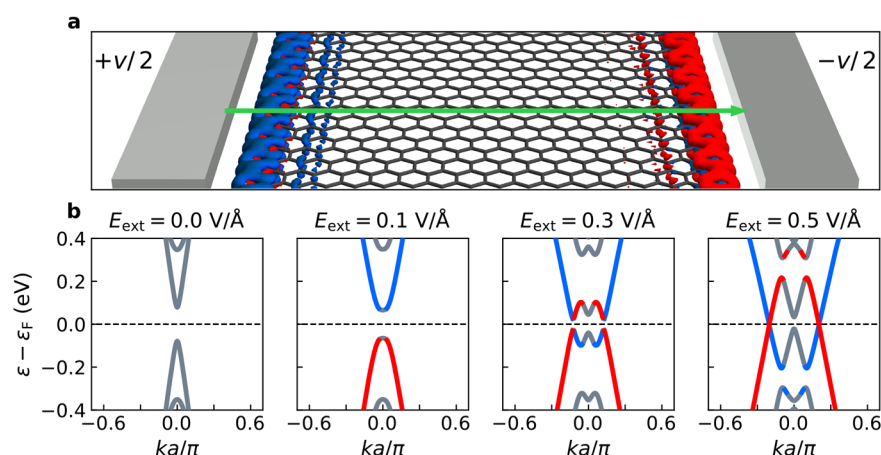 a
+v/2
−v/2
b
E_ext = 0.0 V/Å
E_ext = 0.1 V/Å
E_ext = 0.3 V/Å
E_ext = 0.5 V/Å
ε − ε_F (eV)
0.4
0.2
0.0
−0.2
−0.4
−0.6 0.0 0.6
−0.6 0.0 0.6
−0.6 0.0 0.6
−0.6 0.0 0.6
ka/π
ka/π
ka/π
ka/π